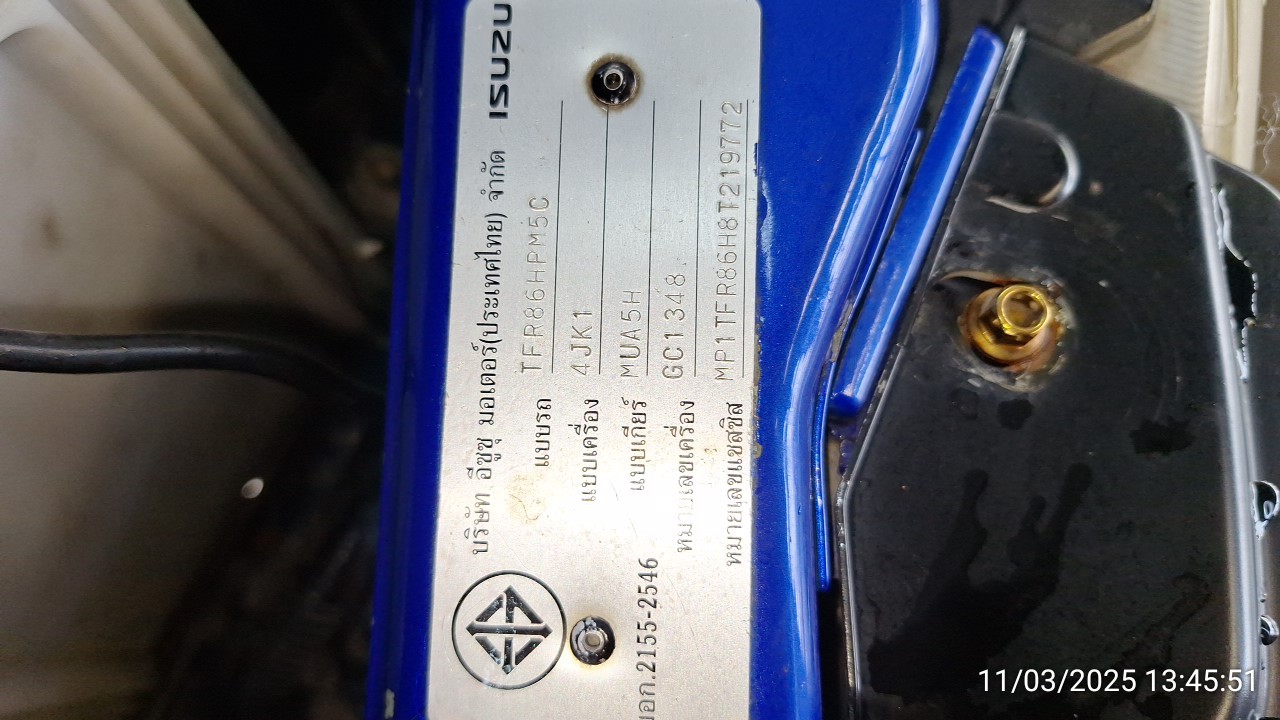 ISUZU
บริษัท อีซูซุ มอเตอร์(ประเทศไทย) จำกัด
แบบรถ TFR86HPM5C
แบบเครื่อง 4JK1
แบบเกียร์ MUA5H
หมายเลขเครื่อง GC1348
หมายเลขแชสซิส MP1TFR86H8T219772
มอก.2155-2546
11/03/2025 13:45:51